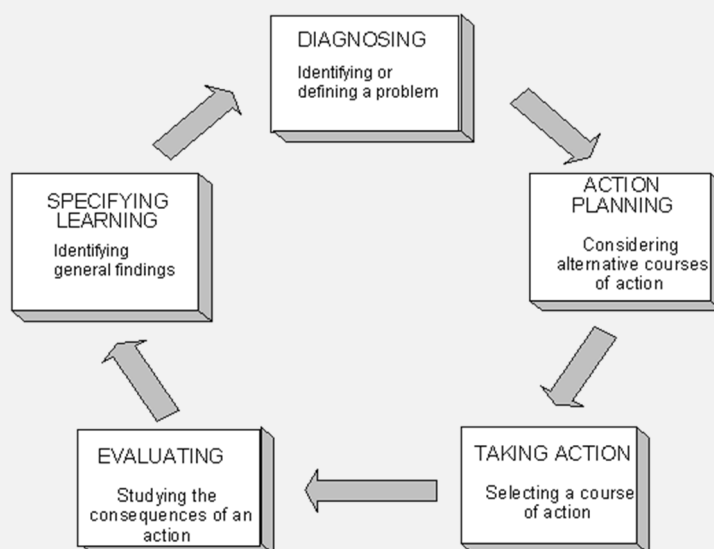 DIAGNOSING
Identifying or
defining a problem
ACTION
PLANNING
Considering
alternative courses
of action
TAKING ACTION
Selecting a course
of action
EVALUATING
Studying the
consequences of an
action
SPECIFYING
LEARNING
Identifying
general findings